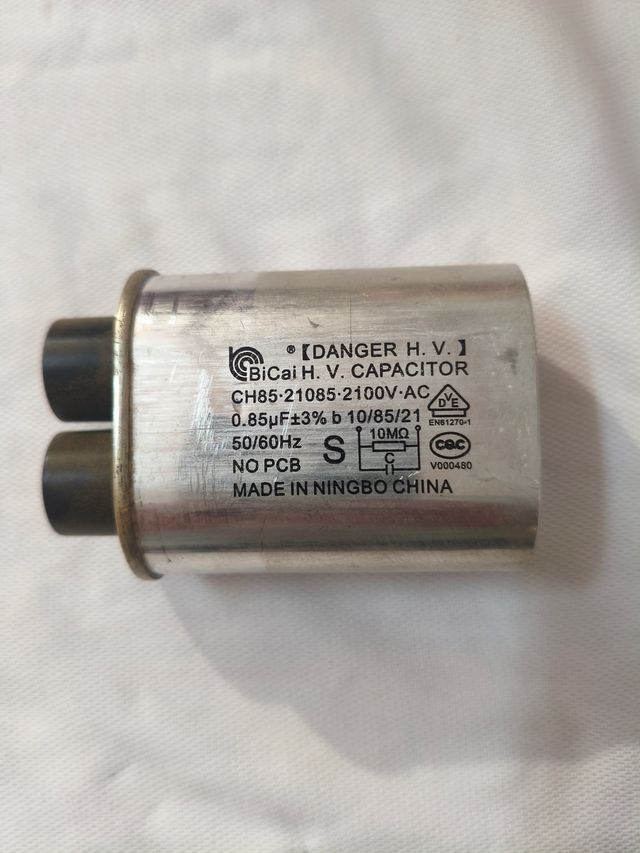 ® 【DANGER H. V.】
BiCai H. V. CAPACITOR
CH85·21085·2100V·AC
0.85μF±3% b 10/85/21
50/60Hz
NO PCB
S
10MΩ
C
DVE
EN61270-1
CQC
V000480
MADE IN NINGBO CHINA